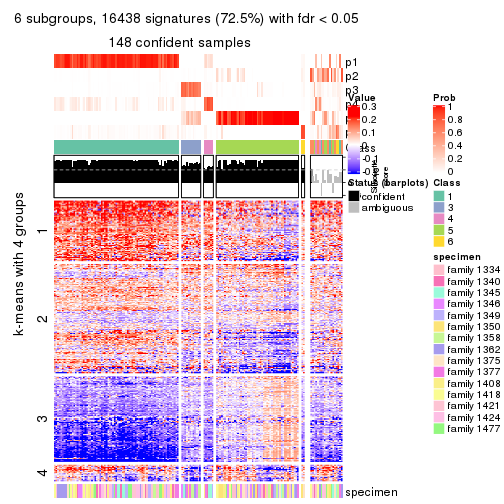 6 subgroups, 16438 signatures (72.5%) with fdr < 0.05
148 confident samples
p1
p2
p3
k-means with 4 groups
1
2
3
4
specimen
Value
0.3
0.2
0.1
0
Status (barplots)
confident
ambiguous
Prob
1
0.8
0.6
0.4
0.2
0
Class
1
3
4
5
6
specimen
family 1334
family 1340
family 1345
family 1346
family 1349
family 1350
family 1358
family 1362
family 1375
family 1377
family 1408
family 1418
family 1421
family 1424
family 1477